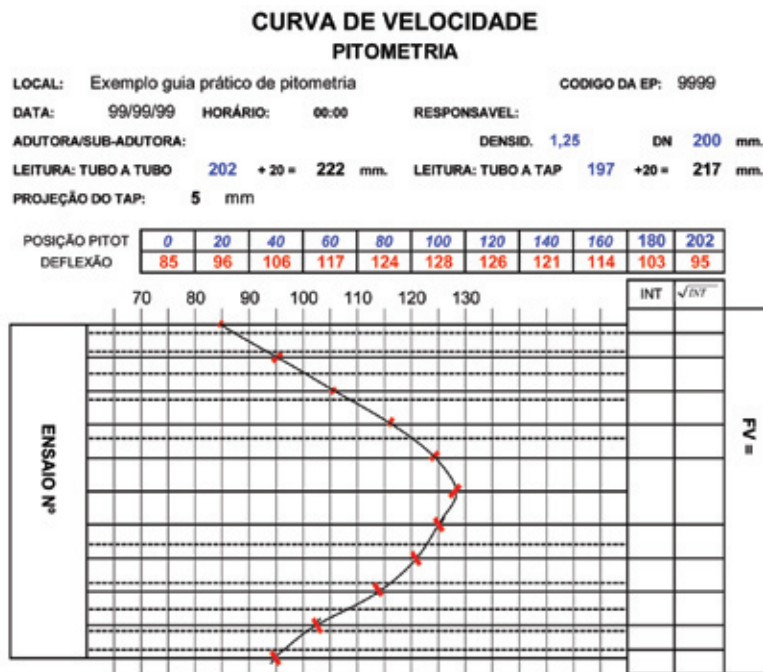 CURVA DE VELOCIDADE
PITOMETRIA
LOCAL: Exemplo guia prático de pitometria CODIGO DA EP: 9999
DATA: 99/99/99 HORÁRIO: 00:00 RESPONSAVEL:
ADUTORA/SUB-ADUTORA: DENSID. 1,25 DN 200 mm.
LEITURA: TUBO A TUBO 202 + 20 = 222 mm. LEITURA: TUBO A TAP 197 +20 = 217 mm.
PROJEÇÃO DO TAP: 5 mm
POSIÇÃO PITOT 0 20 40 60 80 100 120 140 160 180 202
DEFLEXÃO 85 96 106 117 124 128 126 121 114 103 95
70 80 90 100 110 120 130 INT √INT
ENSAIO Nº
FV =